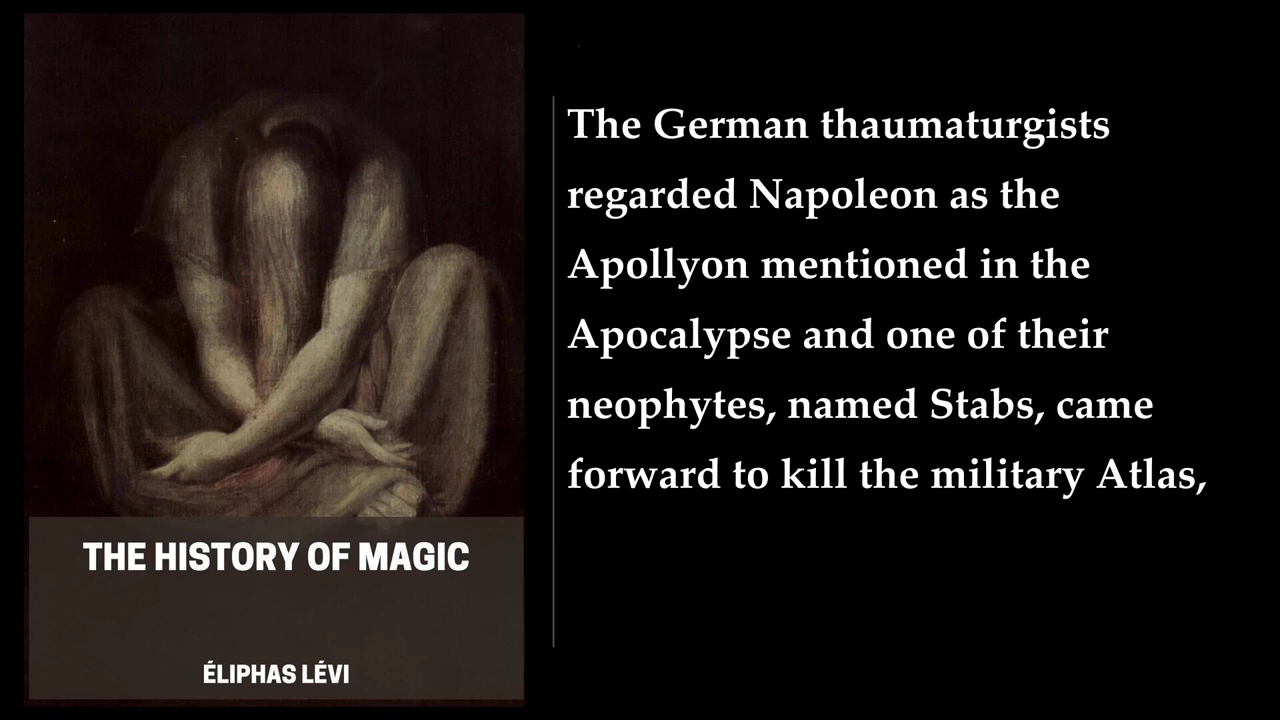 The German thaumaturgists
regarded Napoleon as the
Apollyon mentioned in the
Apocalypse and one of their
neophytes, named Stabs, came
forward to kill the military Atlas,
THE HISTORY OF MAGIC
ÉLIPHAS LÉVI